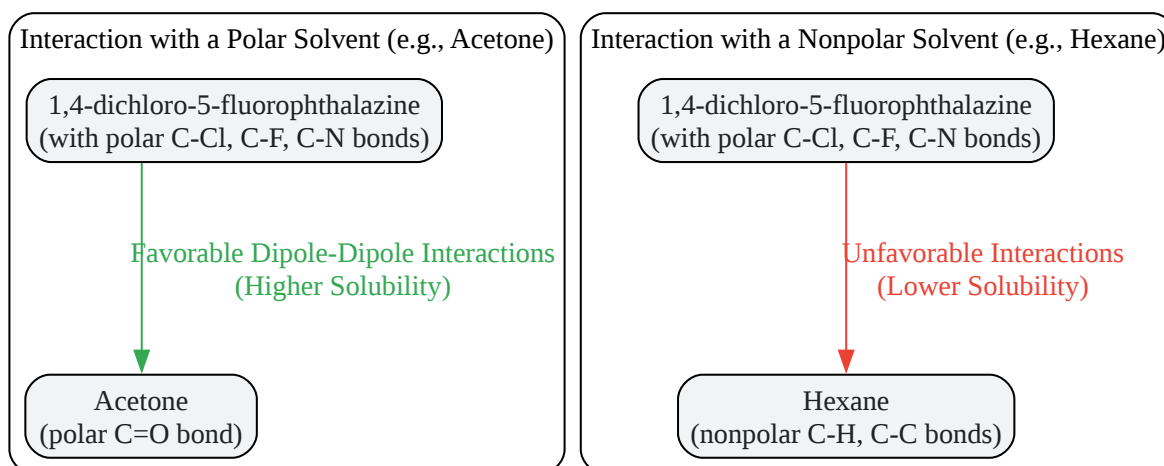 Interaction with a Polar Solvent (e.g., Acetone)
1,4-dichloro-5-fluorophthalazine
(with polar C-Cl, C-F, C-N bonds)
Favorable Dipole-Dipole Interactions
(Higher Solubility)
Acetone
(polar C=O bond)
Interaction with a Nonpolar Solvent (e.g., Hexane)
1,4-dichloro-5-fluorophthalazine
(with polar C-Cl, C-F, C-N bonds)
Unfavorable Interactions
(Lower Solubility)
Hexane
(nonpolar C-H, C-C bonds)